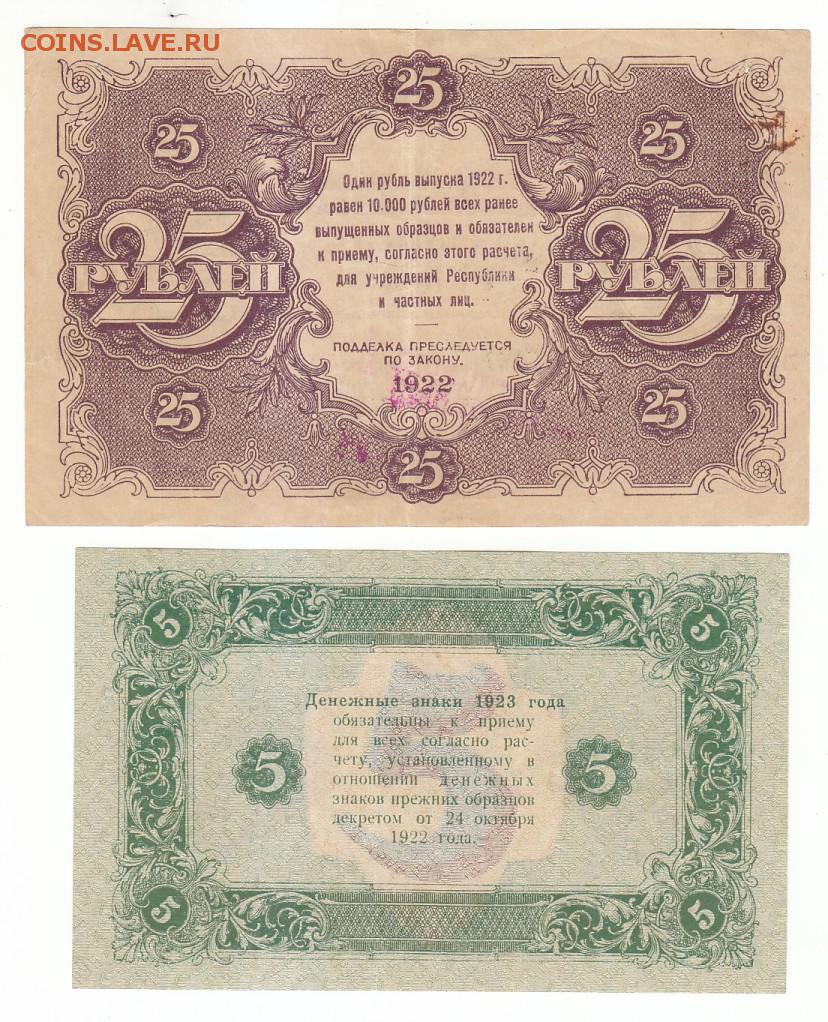 COINS.LAVE.RU
25
25 25
Один рубль выпуска 1922 г.
равен 10.000 рублей всех ранее
выпущенных образцов и обязателен
к приему, согласно этого расчета,
для учреждений Республики
и частных лиц.
25 РУБЛЕЙ 25 РУБЛЕЙ
ПОДДЕЛКА ПРЕСЛЕДУЕТСЯ
ПО ЗАКОНУ.
1922
25 25
25
5 5
Денежные знаки 1923 года
обязательны к приему
для всех согласно рас-
чету, установленному в
отношении денежных
знаков прежних образцов
декретом от 24 октября
1922 года.
5 5
5 5